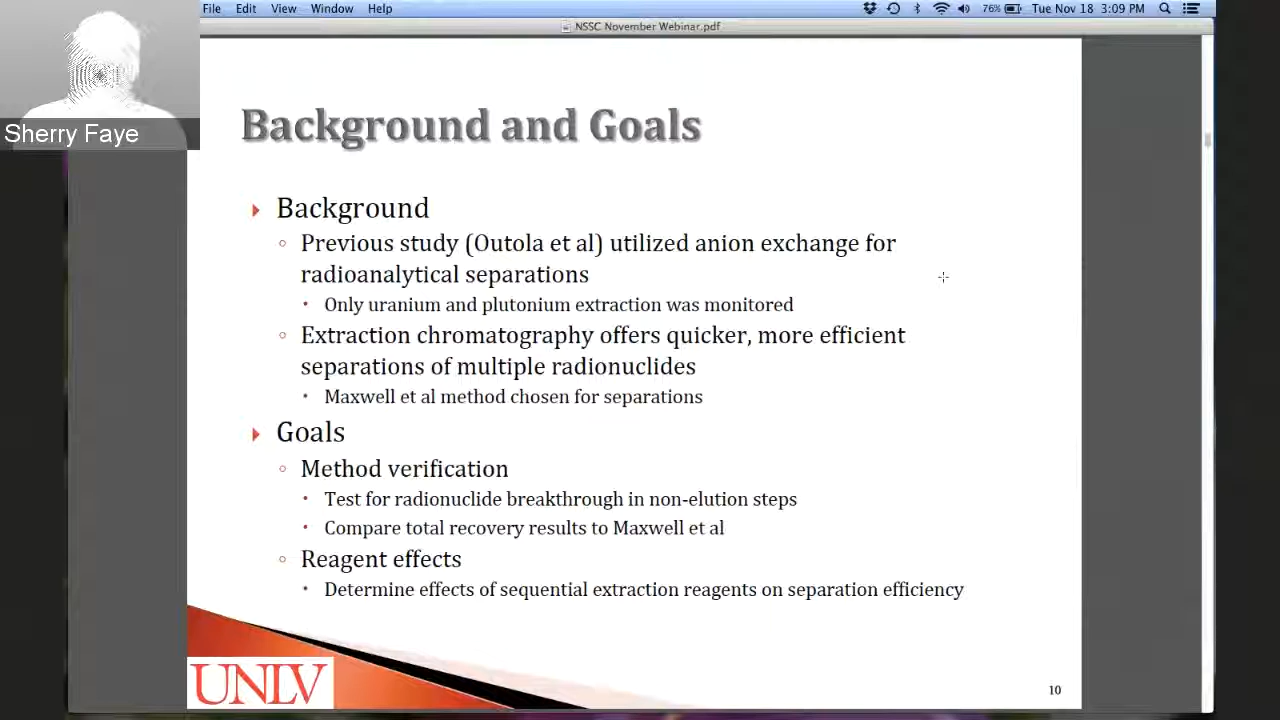 File Edit View Window Help 76% Tue Nov 18 3:09 PM
NSSC November Webinar.pdf
Sherry Faye
Background and Goals
Background
Previous study (Outola et al) utilized anion exchange for
radioanalytical separations
Only uranium and plutonium extraction was monitored
Extraction chromatography offers quicker, more efficient
separations of multiple radionuclides
Maxwell et al method chosen for separations
Goals
Method verification
Test for radionuclide breakthrough in non-elution steps
Compare total recovery results to Maxwell et al
Reagent effects
Determine effects of sequential extraction reagents on separation efficiency
UNLV
10